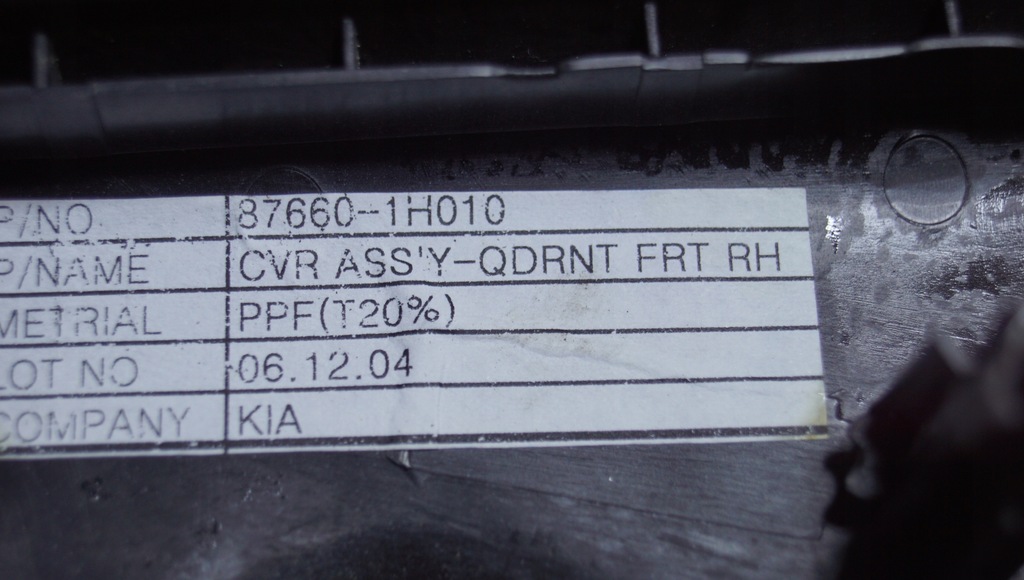 P/NO 87660-1H010
P/NAME CVR ASS'Y-QDRNT FRT RH
METRIAL PPF(T20%)
LOT NO 06.12.04
COMPANY KIA